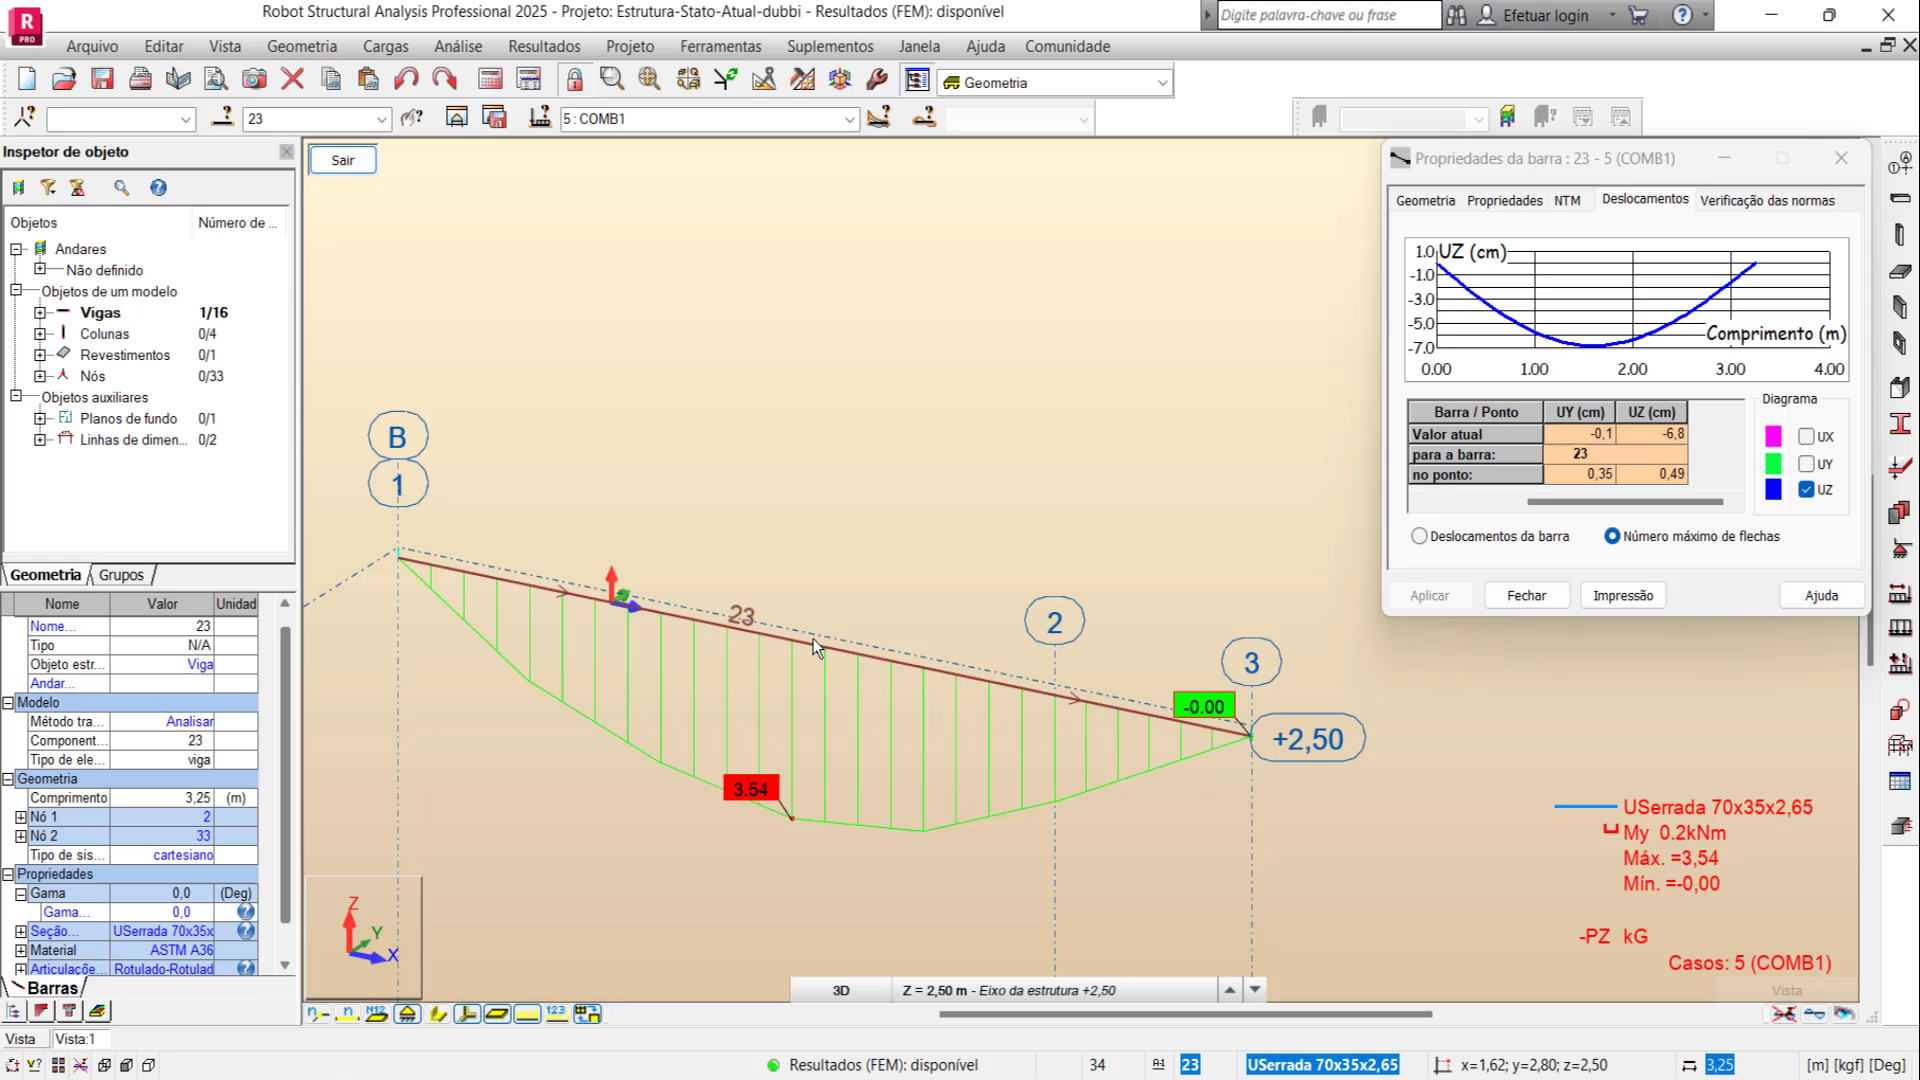 Robot Structural Analysis Professional 2025 - Projeto: Estrutura-Stato-Atual-dubbi - Resultados (FEM): disponível
Digite palavra-chave ou frase
Efetuar login
R
PRO
Arquivo Editar Vista Geometria Cargas Análise Resultados Projeto Ferramentas Suplementos Janela Ajuda Comunidade
Geometria
23
5 : COMB1
Inspetor de objeto
Objetos Número de ...
Andares
Não definido
Objetos de um modelo
Vigas 1/16
Colunas 0/4
Revestimentos 0/1
Nós 0/33
Objetos auxiliares
Planos de fundo 0/1
Linhas de dimen... 0/2
Geometria Grupos
Nome Valor Unidad
Nome... 23
Tipo N/A
Objeto estr... Viga
Andar...
Modelo
Método tra... Analisar
Component... 23
Tipo de ele... viga
Geometria
Comprimento 3,25 (m)
Nó 1 2
Nó 2 33
Tipo de sis... cartesiano
Propriedades
Gama 0,0 (Deg)
Gama... 0,0
Seção... USerrada 70x35x
Material ASTM A36
Articulaçõe... Rotulado-Rotulad
Barras
Vista Vista:1
Sair
B
1
23
2
3
-0.00
+2,50
3.54
Z
Y
X
3D Z = 2,50 m - Eixo da estrutura +2,50
USerrada 70x35x2,65
My 0.2kNm
Máx. =3,54
Mín. =-0,00
-PZ kG
Casos: 5 (COMB1)
Vista
Propriedades da barra : 23 - 5 (COMB1)
Geometria Propriedades NTM Deslocamentos Verificação das normas
1.0 UZ (cm)
-1.0
-3.0
-5.0
Comprimento (m)
-7.0
0.00 1.00 2.00 3.00 4.00
Barra / Ponto UY (cm) UZ (cm)
Valor atual -0,1 -6,8
para a barra: 23
no ponto: 0,35 0,49
Diagrama
UX
UY
UZ
Deslocamentos da barra Número máximo de flechas
Aplicar Fechar Impressão Ajuda
Resultados (FEM): disponível 34 23 USerrada 70x35x2,65 x=1,62; y=2,80; z=2,50 3,25 [m] [kgf] [Deg]